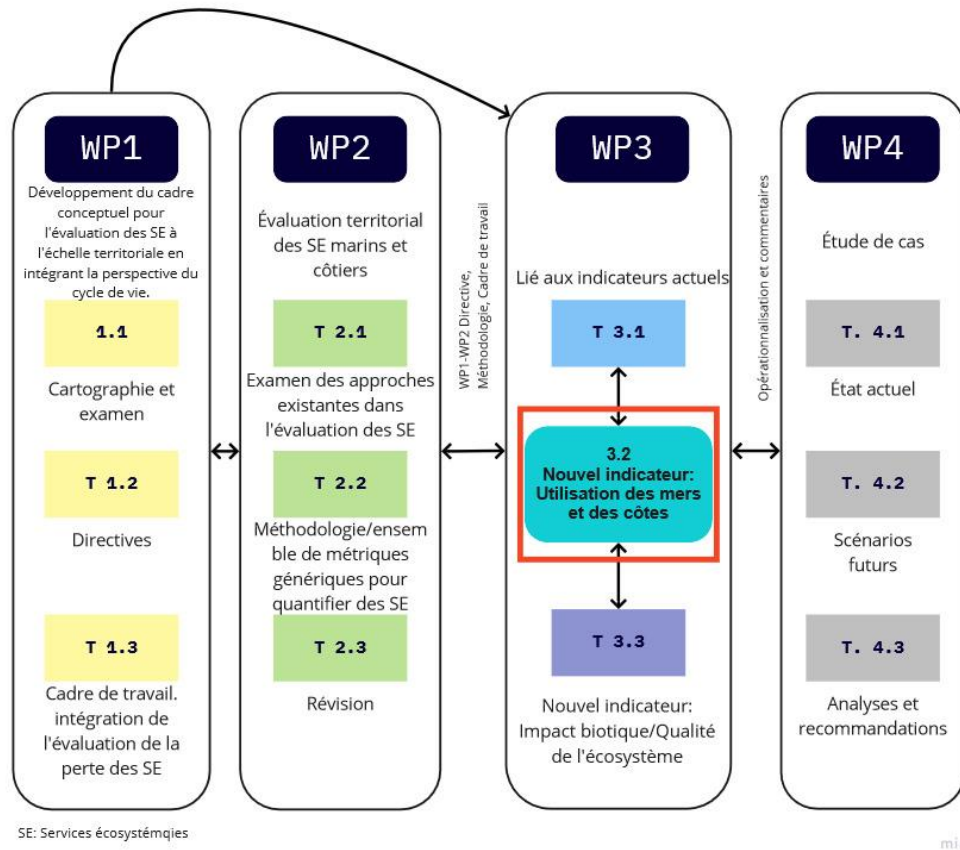 WP1
Développement du cadre
conceptuel pour
l'évaluation des SE à
l'échelle territoriale en
intégrant la perspective du
cycle de vie.
1.1
Cartographie et
examen
T 1.2
Directives
T 1.3
Cadre de travail.
intégration de
l'évaluation de la
perte des SE
WP2
Évaluation territorial
des SE marins et
côtiers
T 2.1
Examen des approches
existantes dans
l'évaluation des SE
T 2.2
Méthodologie/ensem
ble de métriques
génériques pour
quantifier des SE
T 2.3
Révision
WP1-WP2 Directive,
Méthodologie, Cadre de travail
WP3
Lié aux indicateurs actuels
T 3.1
3.2
Nouvel indicateur:
Utilisation des mers
et des côtes
T 3.3
Nouvel indicateur:
Impact biotique/Qualité
de l'écosystème
Opérationnalisation et commentaires
WP4
Étude de cas
T. 4.1
État actuel
T. 4.2
Scénarios
futurs
T. 4.3
Analyses et
recommandations
SE: Services écosystémqies
mi